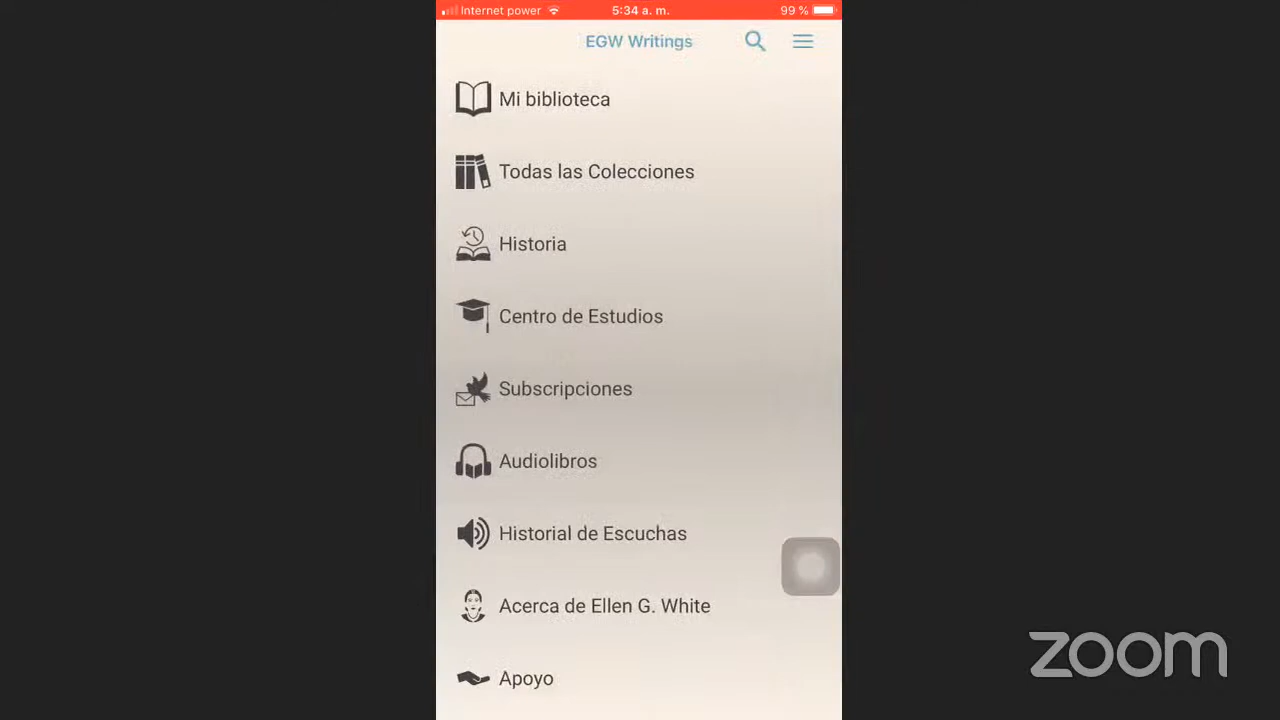 Internet power 5:34 a. m. 99 %
EGW Writings
Mi biblioteca
Todas las Colecciones
Historia
Centro de Estudios
Subscripciones
Audiolibros
Historial de Escuchas
Acerca de Ellen G. White
Apoyo
zoom